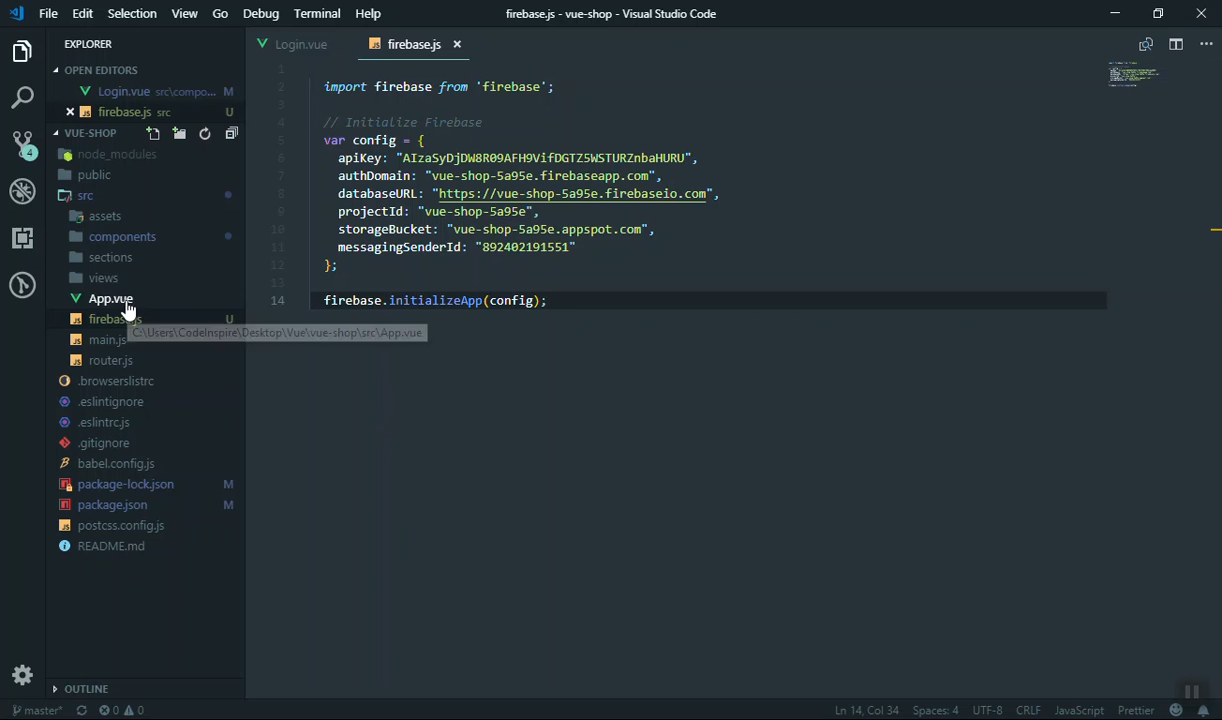 File Edit Selection View Go Debug Terminal Help
firebase.js - vue-shop - Visual Studio Code
EXPLORER
OPEN EDITORS
Login.vue src\compo... M
firebase.js src U
VUE-SHOP
node_modules
public
src
assets
components
sections
views
App.vue
firebase.js U
C:\Users\CodeInspire\Desktop\Vue\vue-shop\src\App.vue
main.js
router.js
.browserslistrc
.eslintignore
.eslintrc.js
.gitignore
babel.config.js
package-lock.json M
package.json M
postcss.config.js
README.md
OUTLINE
4
Login.vue
firebase.js
1
2 import firebase from 'firebase';
3
4 // Initialize Firebase
5 var config = {
6 apiKey: "AIzaSyDjDW8R09AFH9VifDGTZ5WSTURZnbaHURU",
7 authDomain: "vue-shop-5a95e.firebaseapp.com",
8 databaseURL: "https://vue-shop-5a95e.firebaseio.com",
9 projectId: "vue-shop-5a95e",
10 storageBucket: "vue-shop-5a95e.appspot.com",
11 messagingSenderId: "892402191551"
12 };
13
14 firebase.initializeApp(config);
master* 0 0
Ln 14, Col 34 Spaces: 4 UTF-8 CRLF JavaScript Prettier